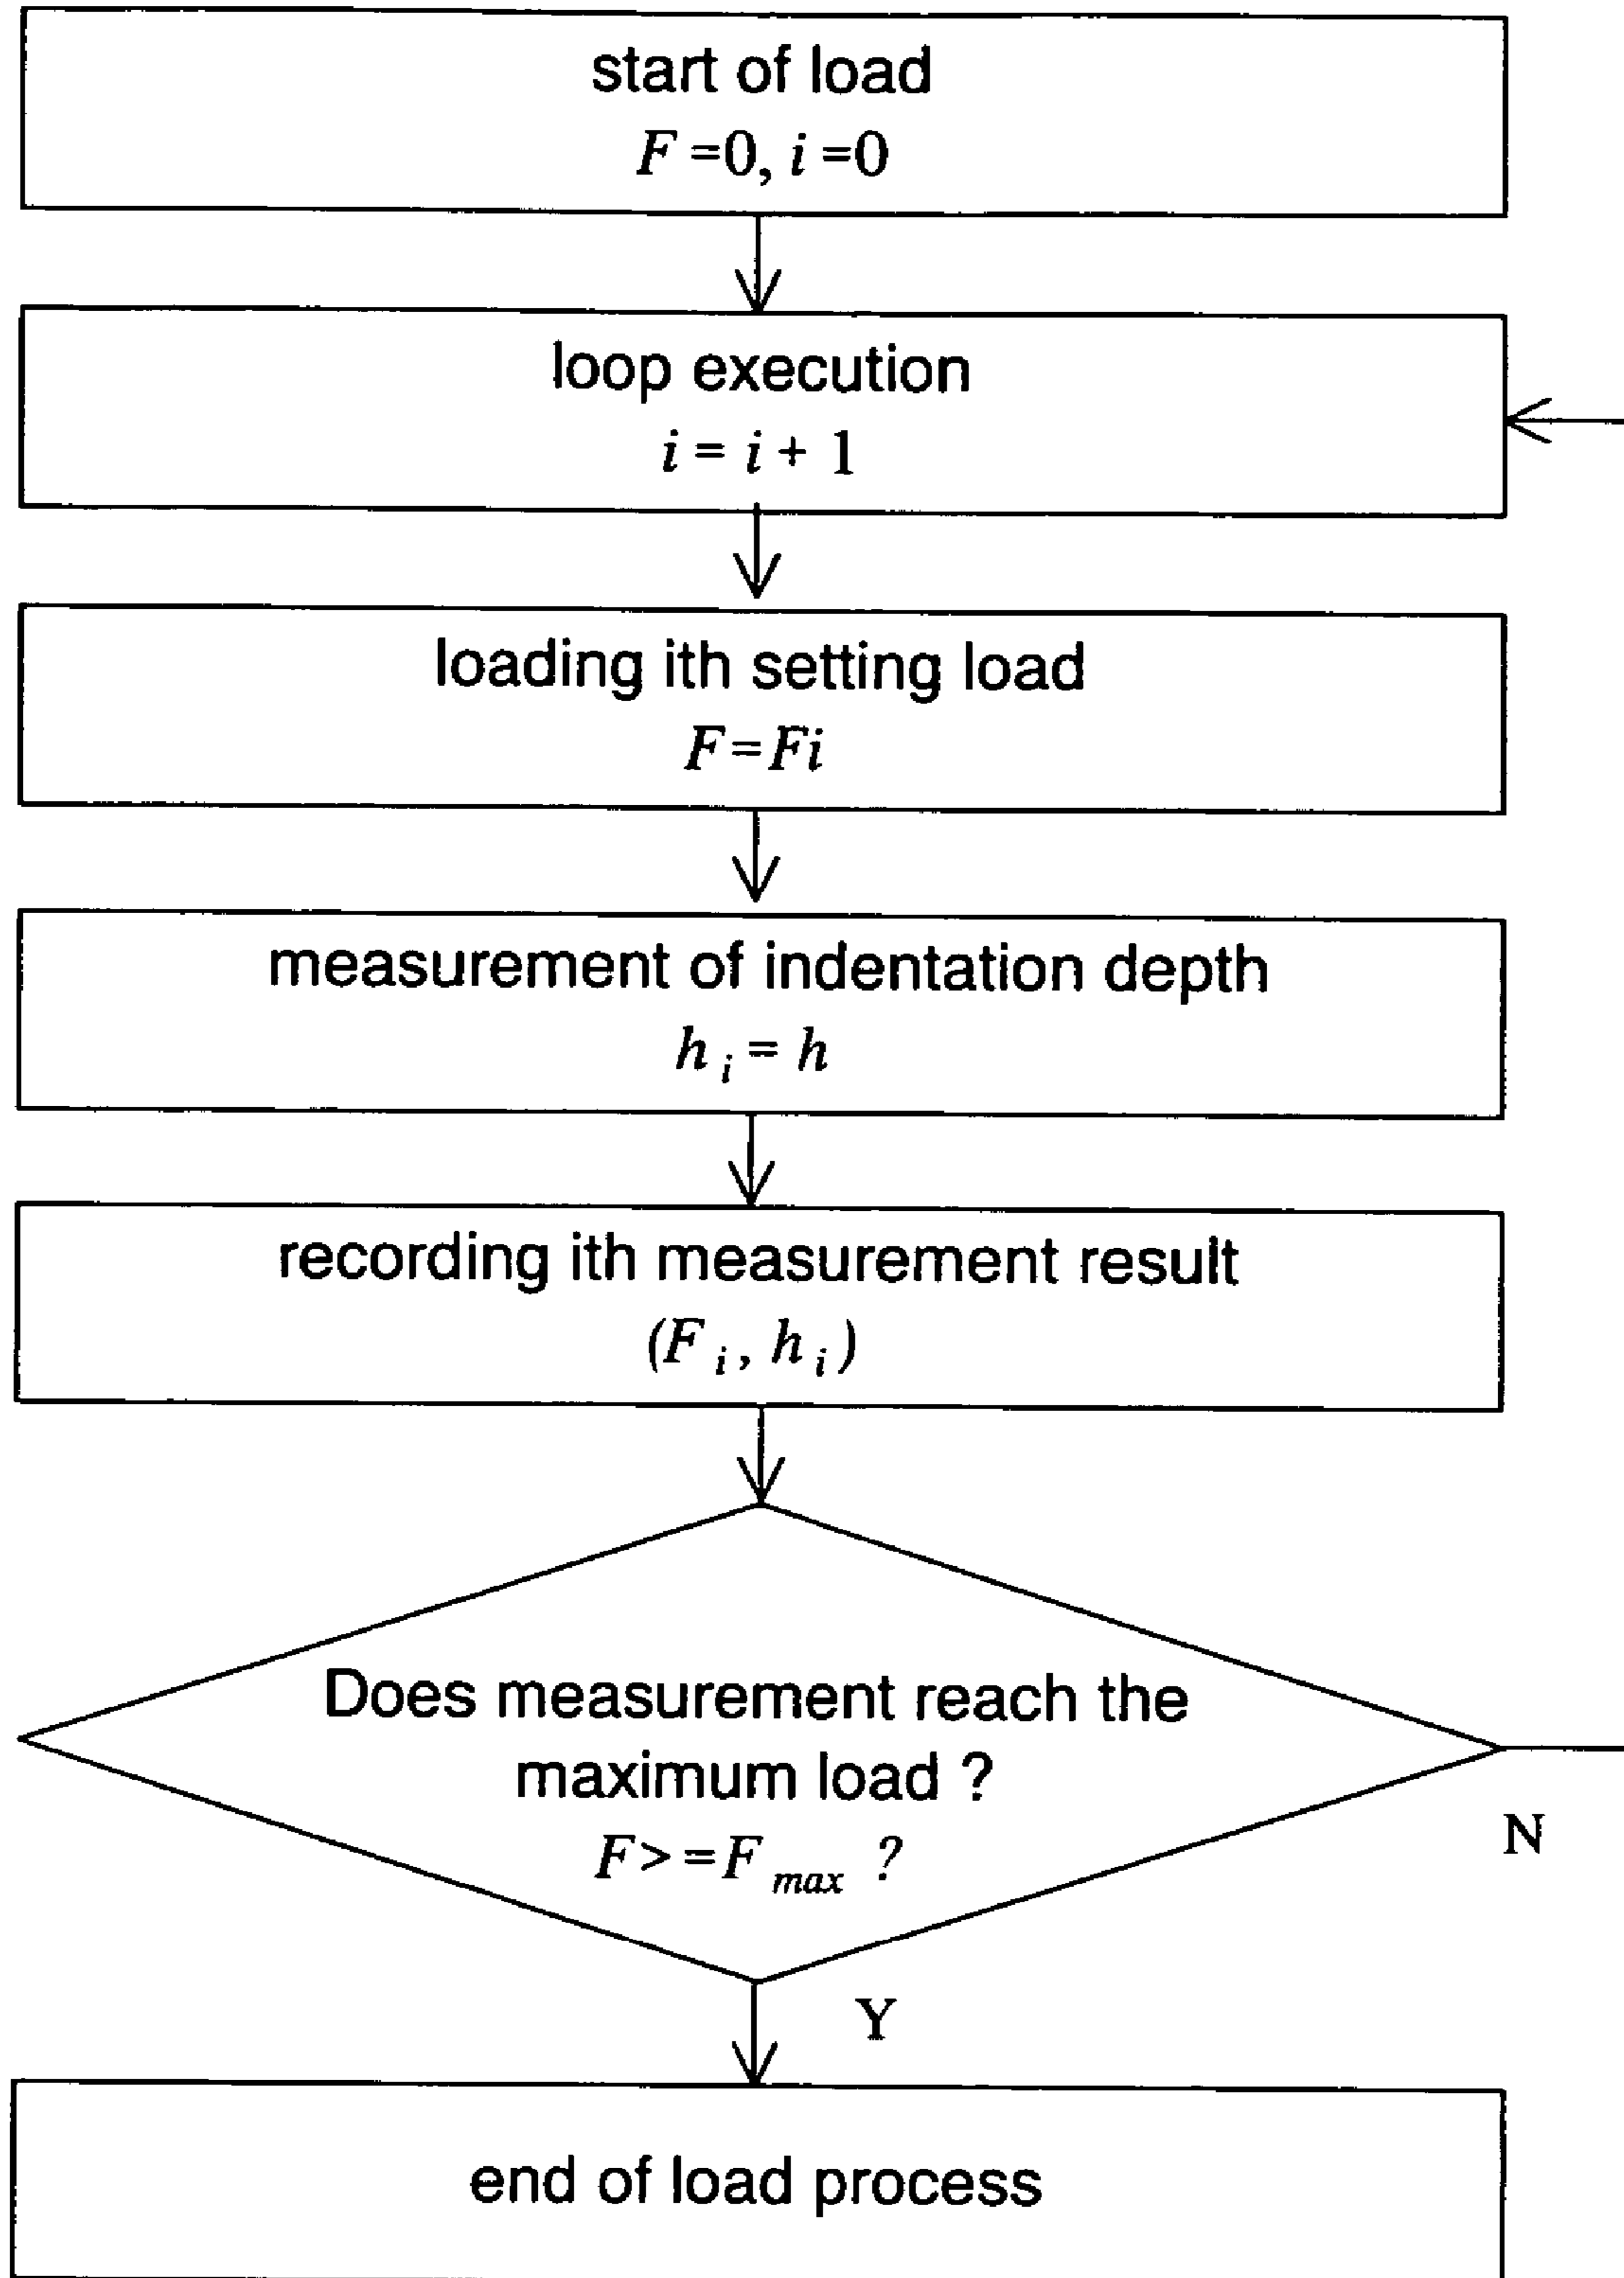 start of load
F =0, i =0
loop execution
i = i + 1
loading ith setting load
F=Fi
measurement of indentation depth
h i = h
recording ith measurement result
(F i, h i)
Does measurement reach the
maximum load ?
F>=F max ?
N
Y
end of load process